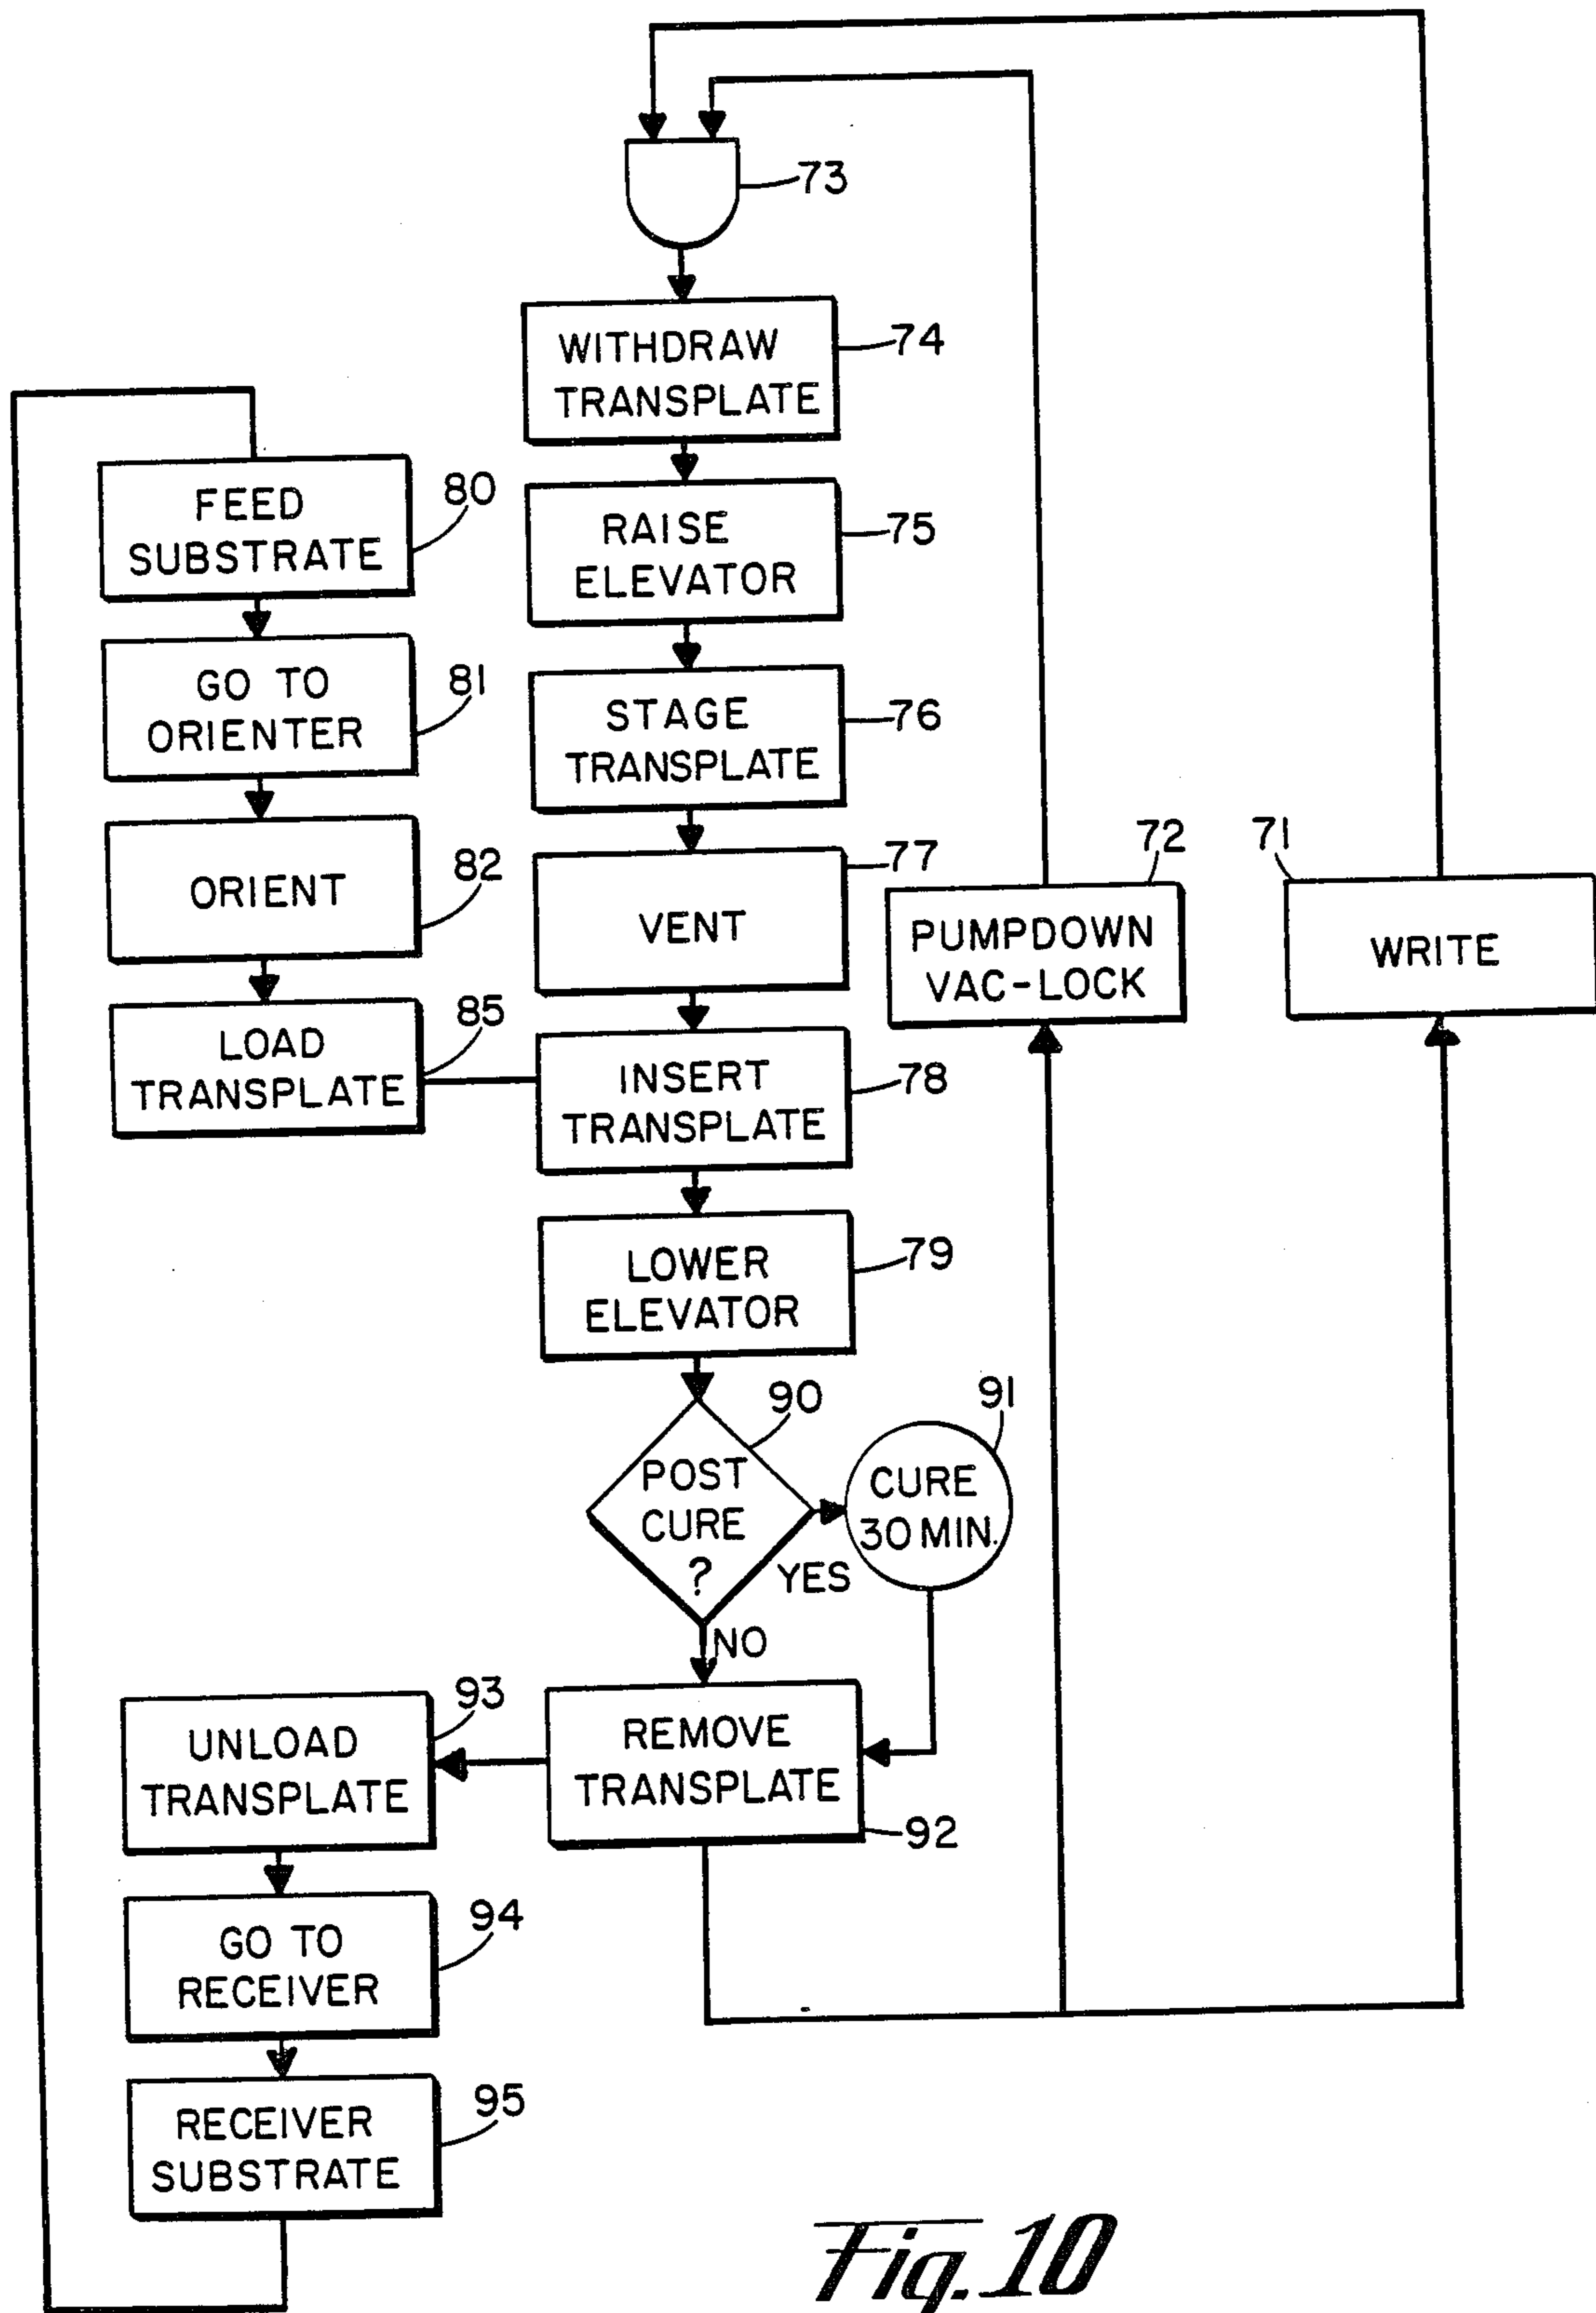 73
WITHDRAW
TRANSPLATE
74
RAISE
ELEVATOR
75
STAGE
TRANSPLATE
76
VENT
77
INSERT
TRANSPLATE
78
LOWER
ELEVATOR
79
FEED
SUBSTRATE
80
GO TO
ORIENTER
81
ORIENT
82
LOAD
TRANSPLATE
85
PUMPDOWN
VAC-LOCK
72
WRITE
71
POST
CURE
?
90
YES
NO
CURE
30 MIN.
91
REMOVE
TRANSPLATE
92
UNLOAD
TRANSPLATE
93
GO TO
RECEIVER
94
RECEIVER
SUBSTRATE
95
Fig. 10